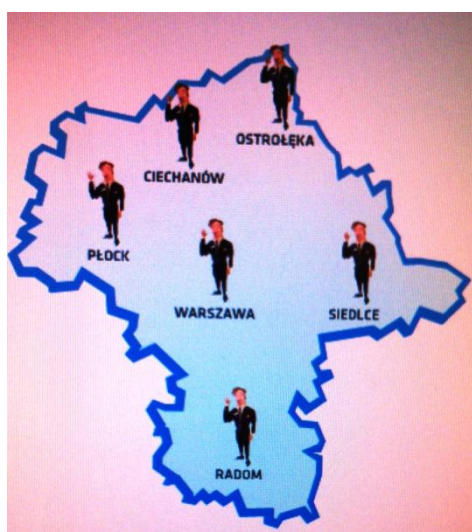 OSTROŁĘKA
CIECHANÓW
PŁOCK
WARSZAWA
SIEDLCE
RADOM